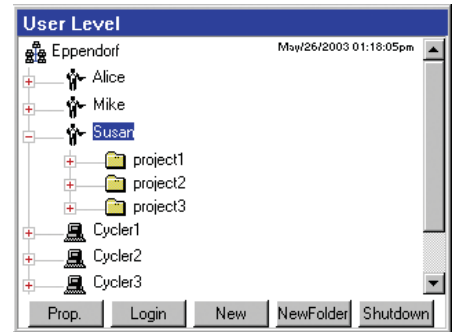 User Level
Eppendorf May/26/2003 01:18:05pm
Alice
Mike
Susan
project1
project2
project3
Cycler1
Cycler2
Cycler3
Prop. Login New NewFolder Shutdown